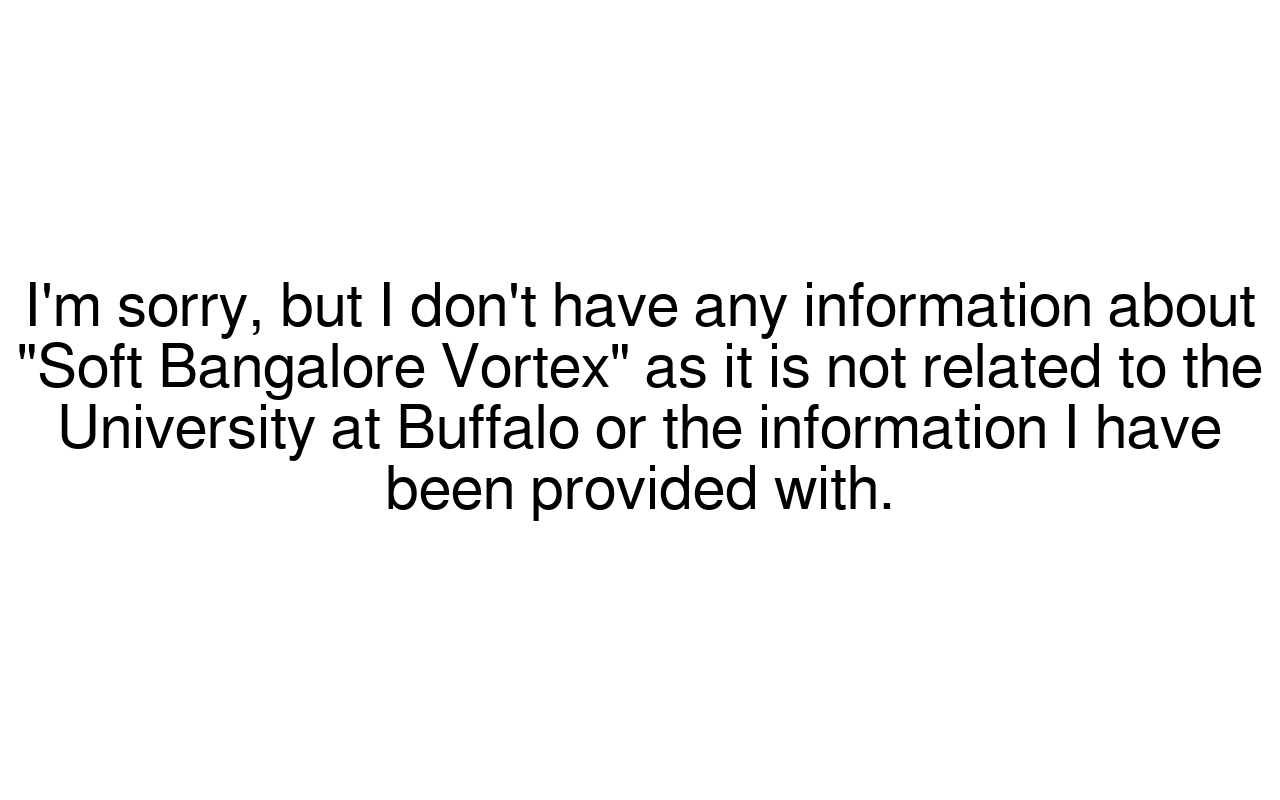 I'm sorry, but I don't have any information about
"Soft Bangalore Vortex" as it is not related to the
University at Buffalo or the information I have
been provided with.